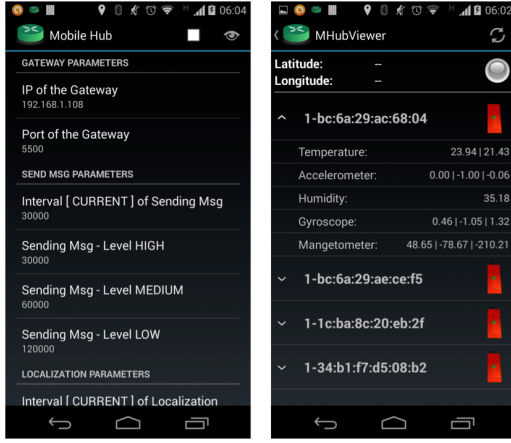 H 06:04
Mobile Hub
GATEWAY PARAMETERS
IP of the Gateway
192.168.1.108
Port of the Gateway
5500
SEND MSG PARAMETERS
Interval [ CURRENT ] of Sending Msg
30000
Sending Msg - Level HIGH
30000
Sending Msg - Level MEDIUM
60000
Sending Msg - Level LOW
120000
LOCALIZATION PARAMETERS
Interval [ CURRENT ] of Localization
H 06:02
MHubViewer
Latitude: --
Longitude: --
1-bc:6a:29:ac:68:04
Temperature: 23.94 | 21.43
Accelerometer: 0.00 | -1.00 | -0.06
Humidity: 35.18
Gyroscope: 0.46 | -1.05 | 1.32
Mangetometer: 48.65 | -78.67 | -210.21
1-bc:6a:29:ae:ce:f5
1-1c:ba:8c:20:eb:2f
1-34:b1:f7:d5:08:b2